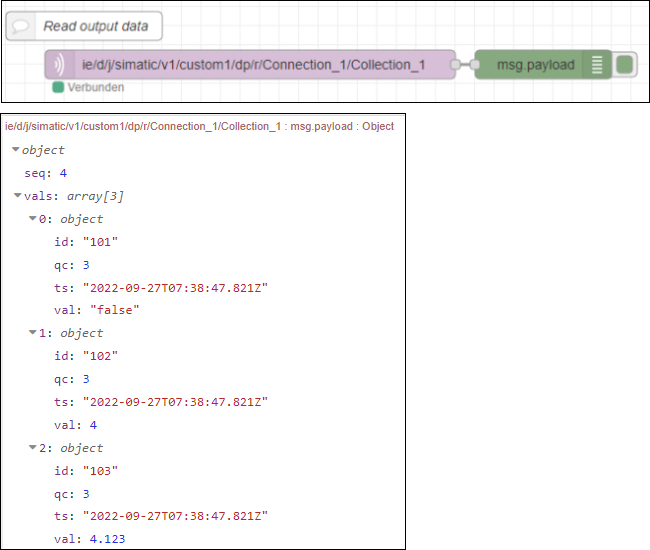 Read output data
ie/d/j/simatic/v1/custom1/dp/r/Connection_1/Collection_1
msg.payload
Verbunden
ie/d/j/simatic/v1/custom1/dp/r/Connection_1/Collection_1 : msg.payload : Object
object
seq: 4
vals: array[3]
0: object
id: "101"
qc: 3
ts: "2022-09-27T07:38:47.821Z"
val: "false"
1: object
id: "102"
qc: 3
ts: "2022-09-27T07:38:47.821Z"
val: 4
2: object
id: "103"
qc: 3
ts: "2022-09-27T07:38:47.821Z"
val: 4.123